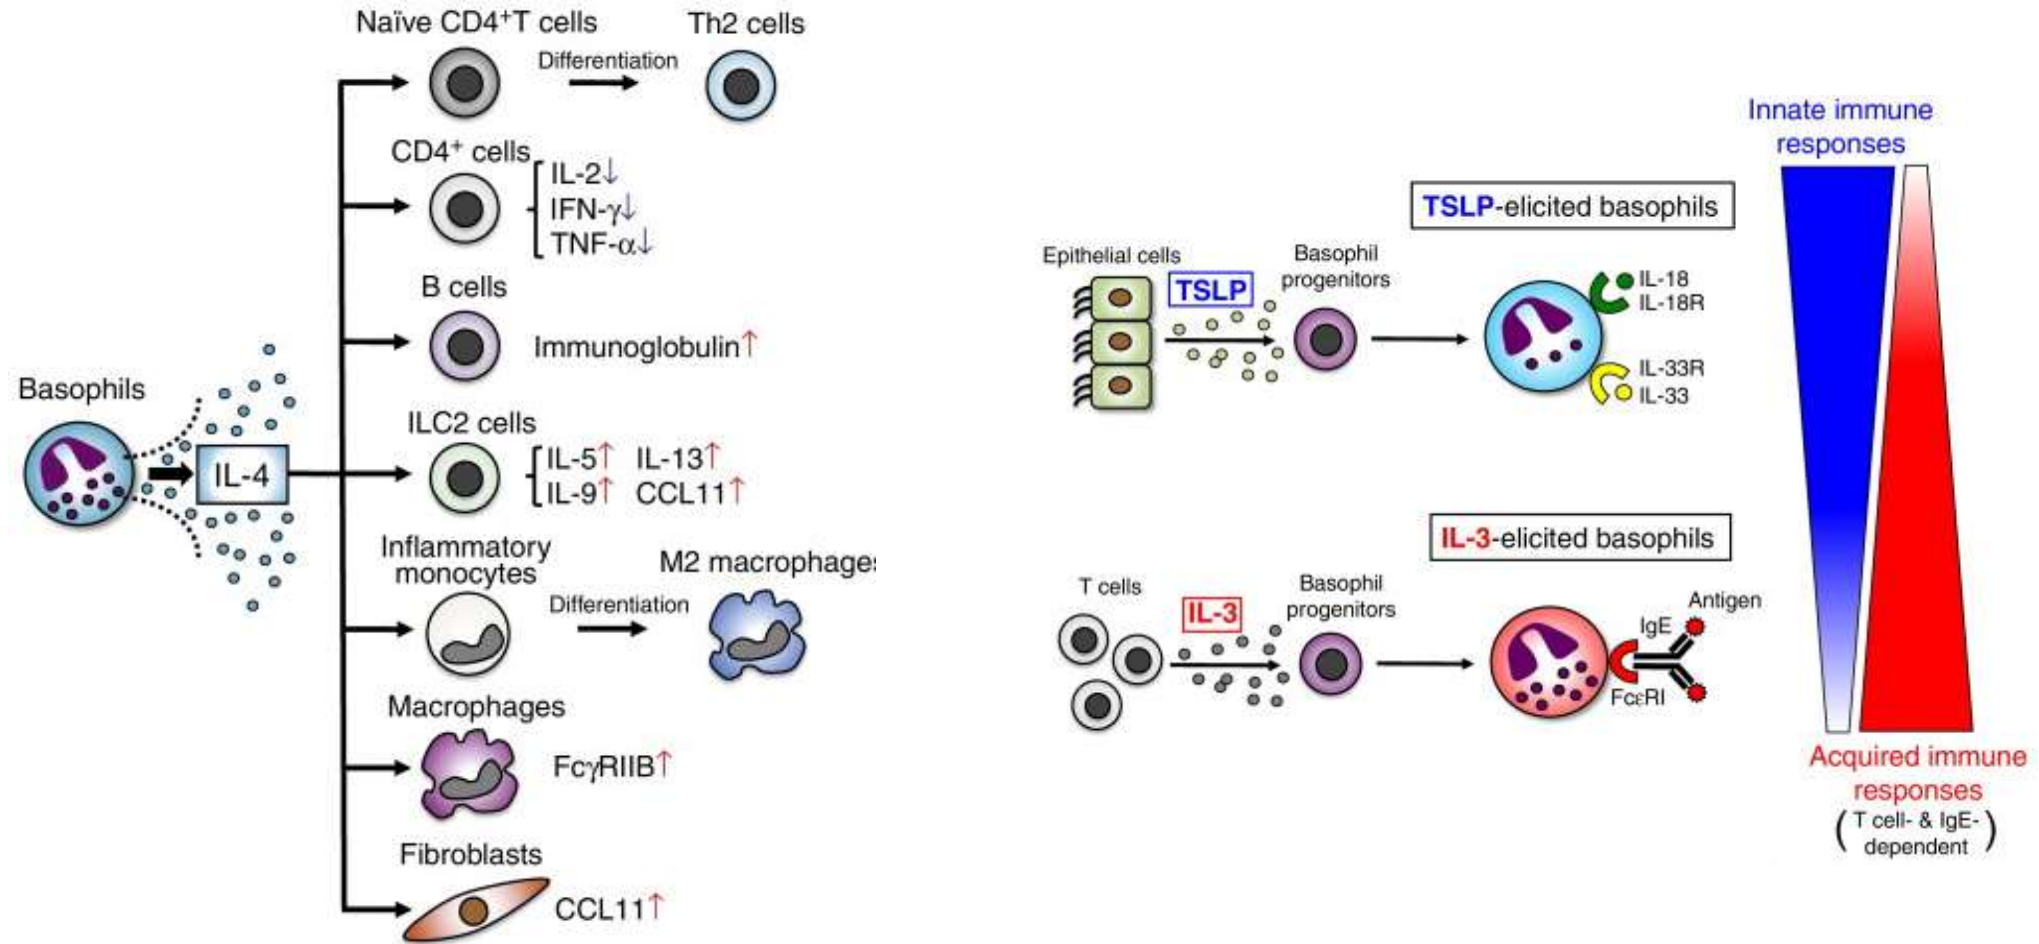 Naïve CD4⁺T cells
Differentiation
Th2 cells
CD4⁺ cells
IL-2↓
IFN-γ↓
TNF-α↓
B cells
Immunoglobulin↑
Basophils
IL-4
ILC2 cells
IL-5↑ IL-13↑
IL-9↑ CCL11↑
Inflammatory
monocytes
Differentiation
M2 macrophages
Macrophages
FcγRIIB↑
Fibroblasts
CCL11↑
Innate immune
responses
TSLP-elicited basophils
Epithelial cells
TSLP
Basophil
progenitors
IL-18
IL-18R
IL-33R
IL-33
IL-3-elicited basophils
T cells
IL-3
Basophil
progenitors
Antigen
IgE
FcεRI
Acquired immune
responses
(T cell- & IgE-
dependent)